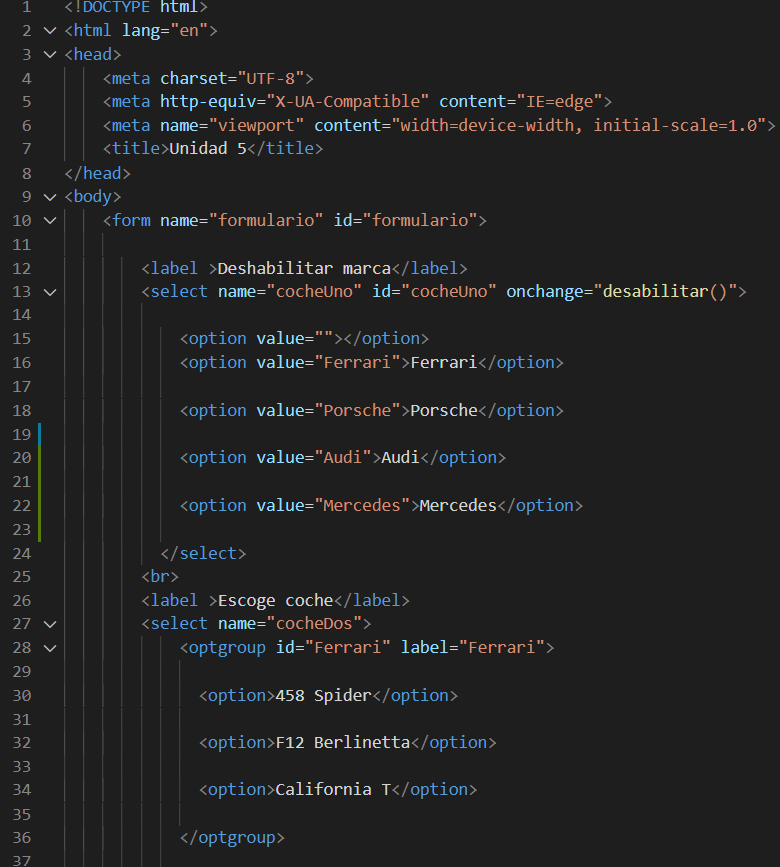 1 <!DOCTYPE html>
2 <html lang="en">
3 <head>
4 <meta charset="UTF-8">
5 <meta http-equiv="X-UA-Compatible" content="IE=edge">
6 <meta name="viewport" content="width=device-width, initial-scale=1.0">
7 <title>Unidad 5</title>
8 </head>
9 <body>
10 <form name="formulario" id="formulario">
11
12 <label >Deshabilitar marca</label>
13 <select name="cocheUno" id="cocheUno" onchange="desabilitar()">
14
15 <option value=""></option>
16 <option value="Ferrari">Ferrari</option>
17
18 <option value="Porsche">Porsche</option>
19
20 <option value="Audi">Audi</option>
21
22 <option value="Mercedes">Mercedes</option>
23
24 </select>
25 <br>
26 <label >Escoge coche</label>
27 <select name="cocheDos">
28 <optgroup id="Ferrari" label="Ferrari">
29
30 <option>458 Spider</option>
31
32 <option>F12 Berlinetta</option>
33
34 <option>California T</option>
35
36 </optgroup>
37